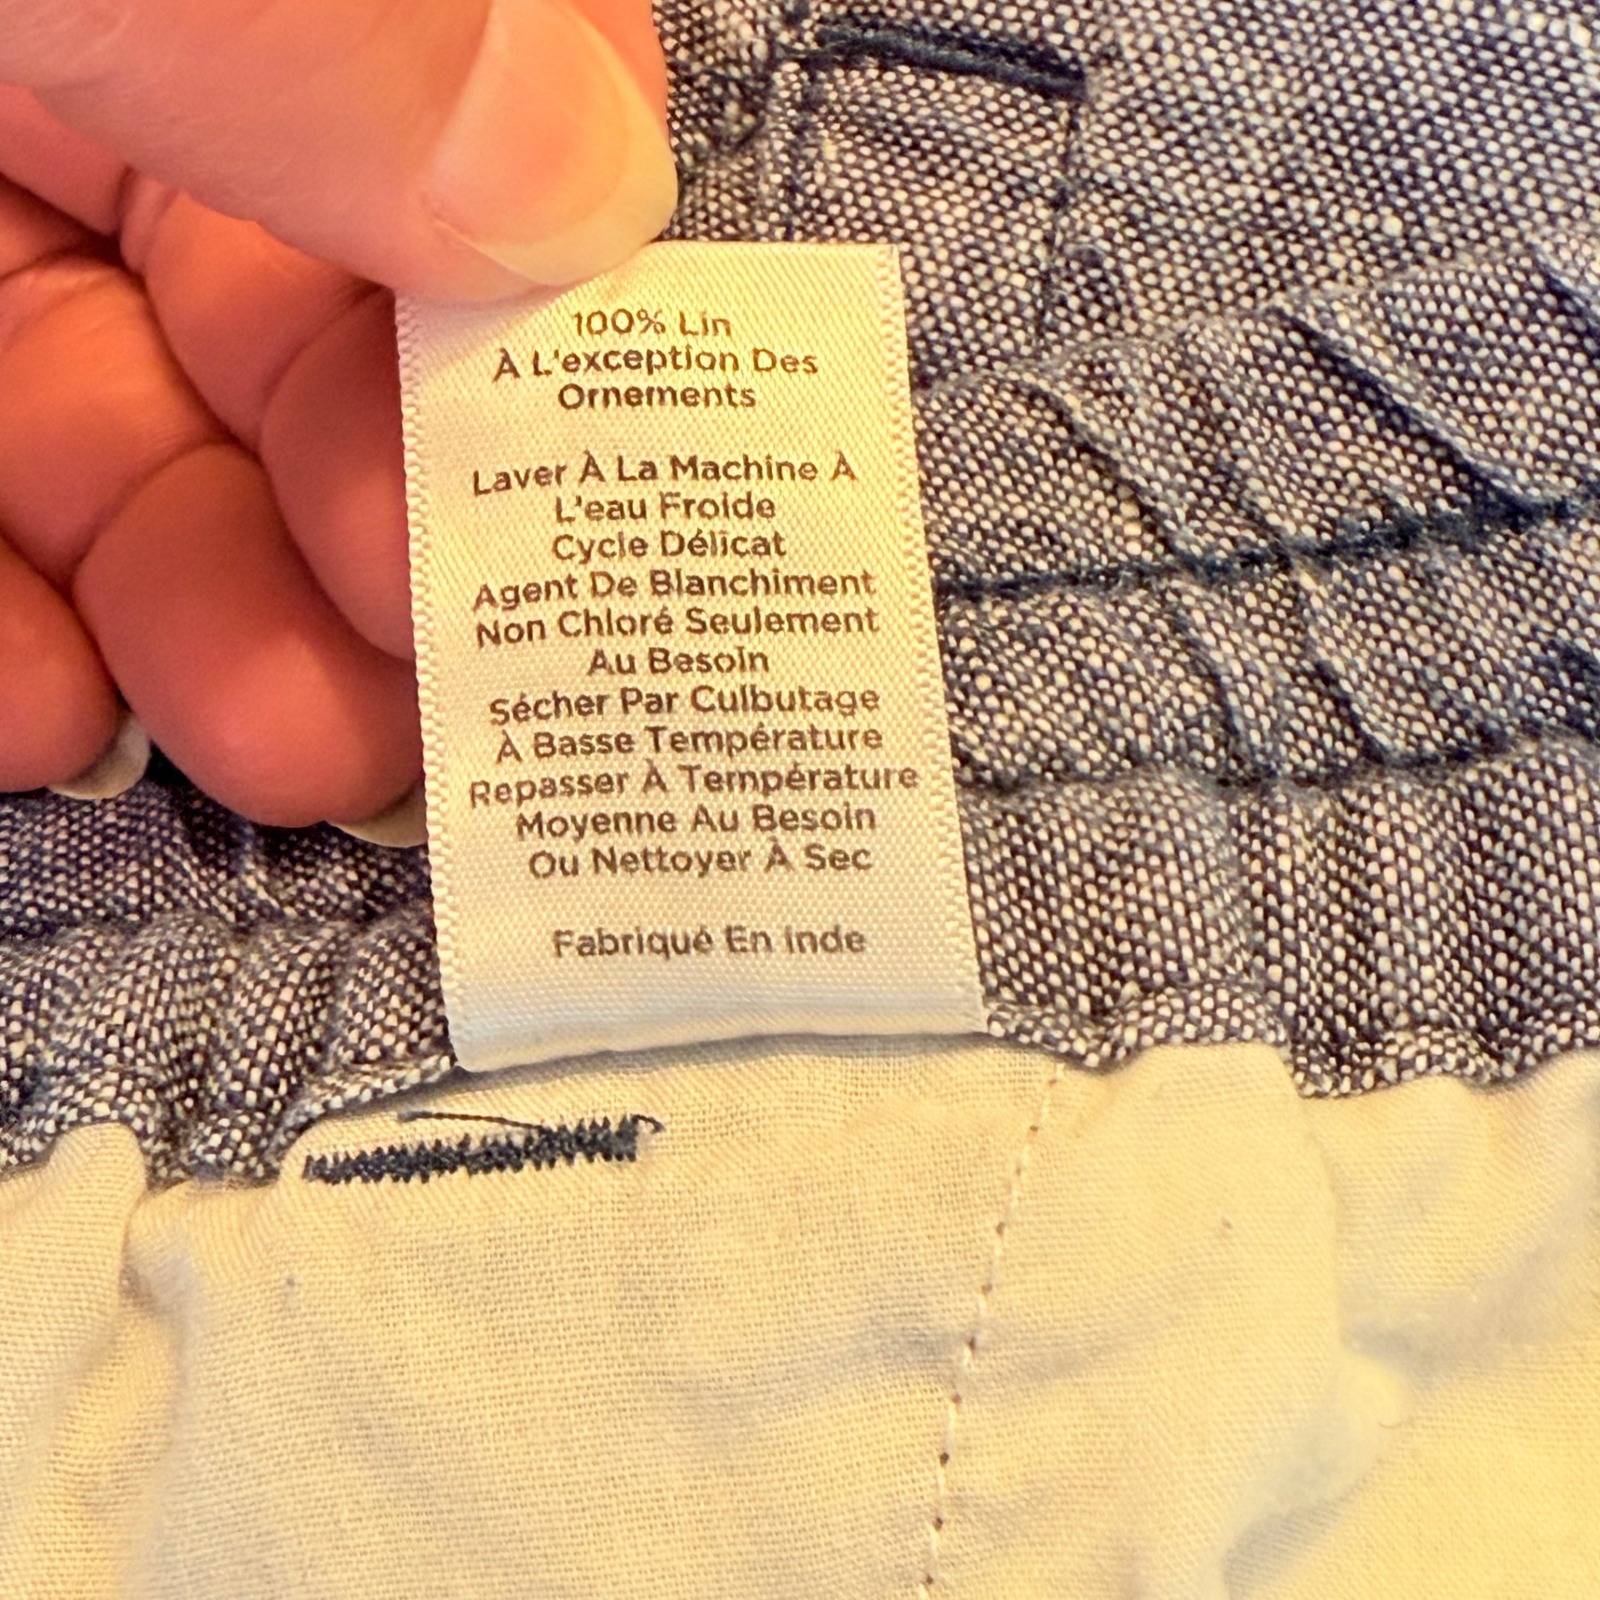 100% Lin
À L'exception Des
Ornements
Laver À La Machine À
L'eau Froide
Cycle Délicat
Agent De Blanchiment
Non Chloré Seulement
Au Besoin
Sécher Par Culbutage
À Basse Température
Repasser À Température
Moyenne Au Besoin
Ou Nettoyer À Sec
Fabriqué En Inde